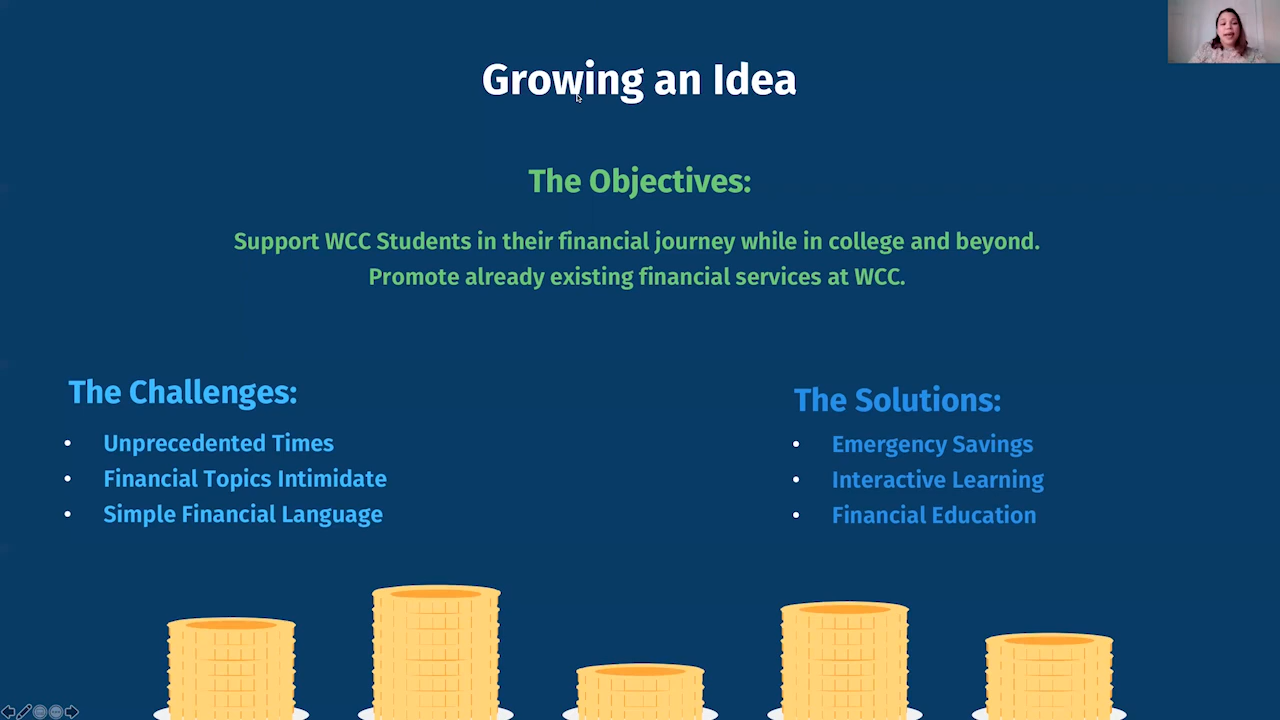 Growing an Idea
The Objectives:
Support WCC Students in their financial journey while in college and beyond.
Promote already existing financial services at WCC.
The Challenges:
• Unprecedented Times
• Financial Topics Intimidate
• Simple Financial Language
The Solutions:
• Emergency Savings
• Interactive Learning
• Financial Education